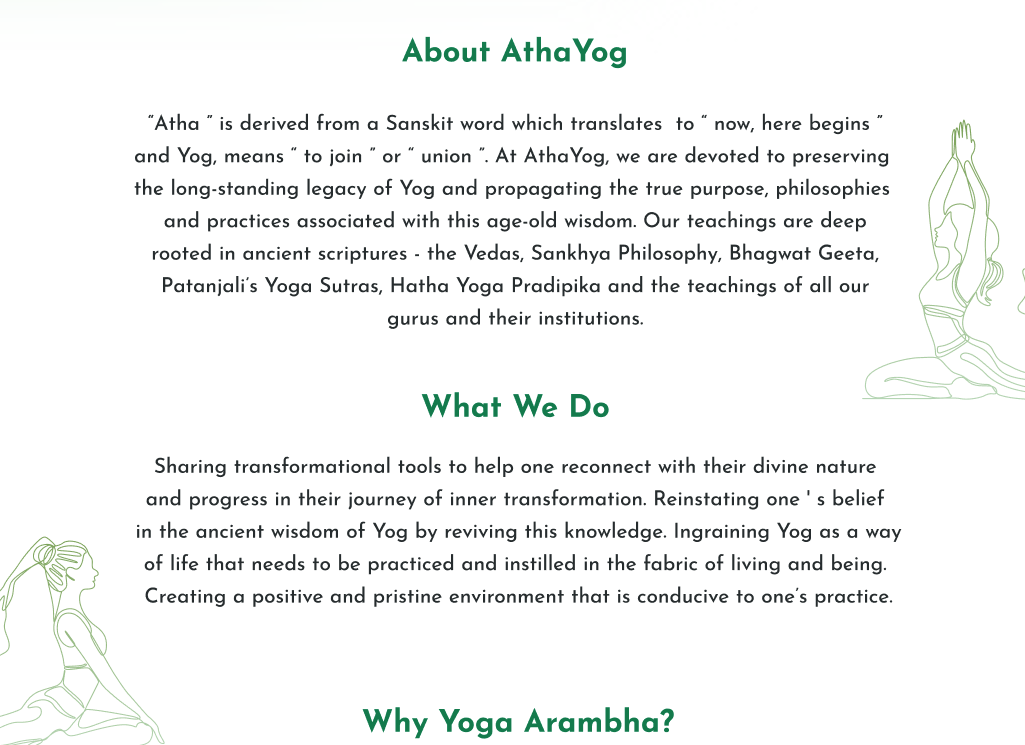 About AthaYog
“Atha ” is derived from a Sanskit word which translates  to “ now, here begins ”
and Yog, means “ to join ” or “ union ”. At AthaYog, we are devoted to preserving
the long-standing legacy of Yog and propagating the true purpose, philosophies
and practices associated with this age-old wisdom. Our teachings are deep
rooted in ancient scriptures - the Vedas, Sankhya Philosophy, Bhagwat Geeta,
Patanjali’s Yoga Sutras, Hatha Yoga Pradipika and the teachings of all our
gurus and their institutions.
What We Do
Sharing transformational tools to help one reconnect with their divine nature
and progress in their journey of inner transformation. Reinstating one ' s belief
in the ancient wisdom of Yog by reviving this knowledge. Ingraining Yog as a way
of life that needs to be practiced and instilled in the fabric of living and being.
Creating a positive and pristine environment that is conducive to one’s practice.
Why Yoga Arambha?